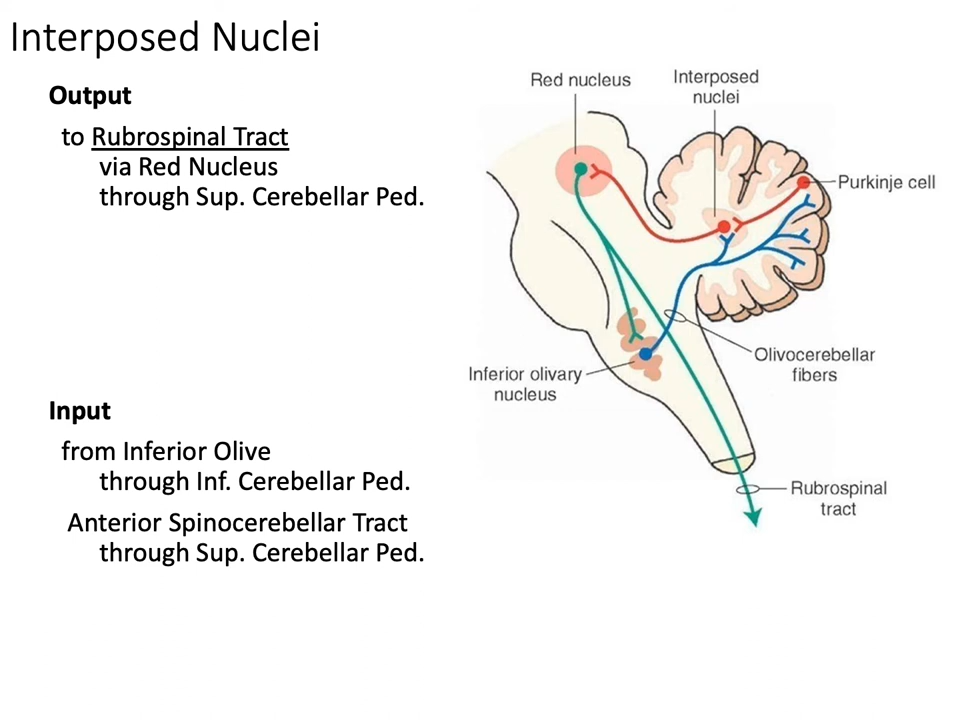 Interposed Nuclei
Output
to Rubrospinal Tract
via Red Nucleus
through Sup. Cerebellar Ped.
Input
from Inferior Olive
through Inf. Cerebellar Ped.
Anterior Spinocerebellar Tract
through Sup. Cerebellar Ped.
Red nucleus
Interposed
nuclei
Purkinje cell
Olivocerebellar
fibers
Inferior olivary
nucleus
Rubrospinal
tract